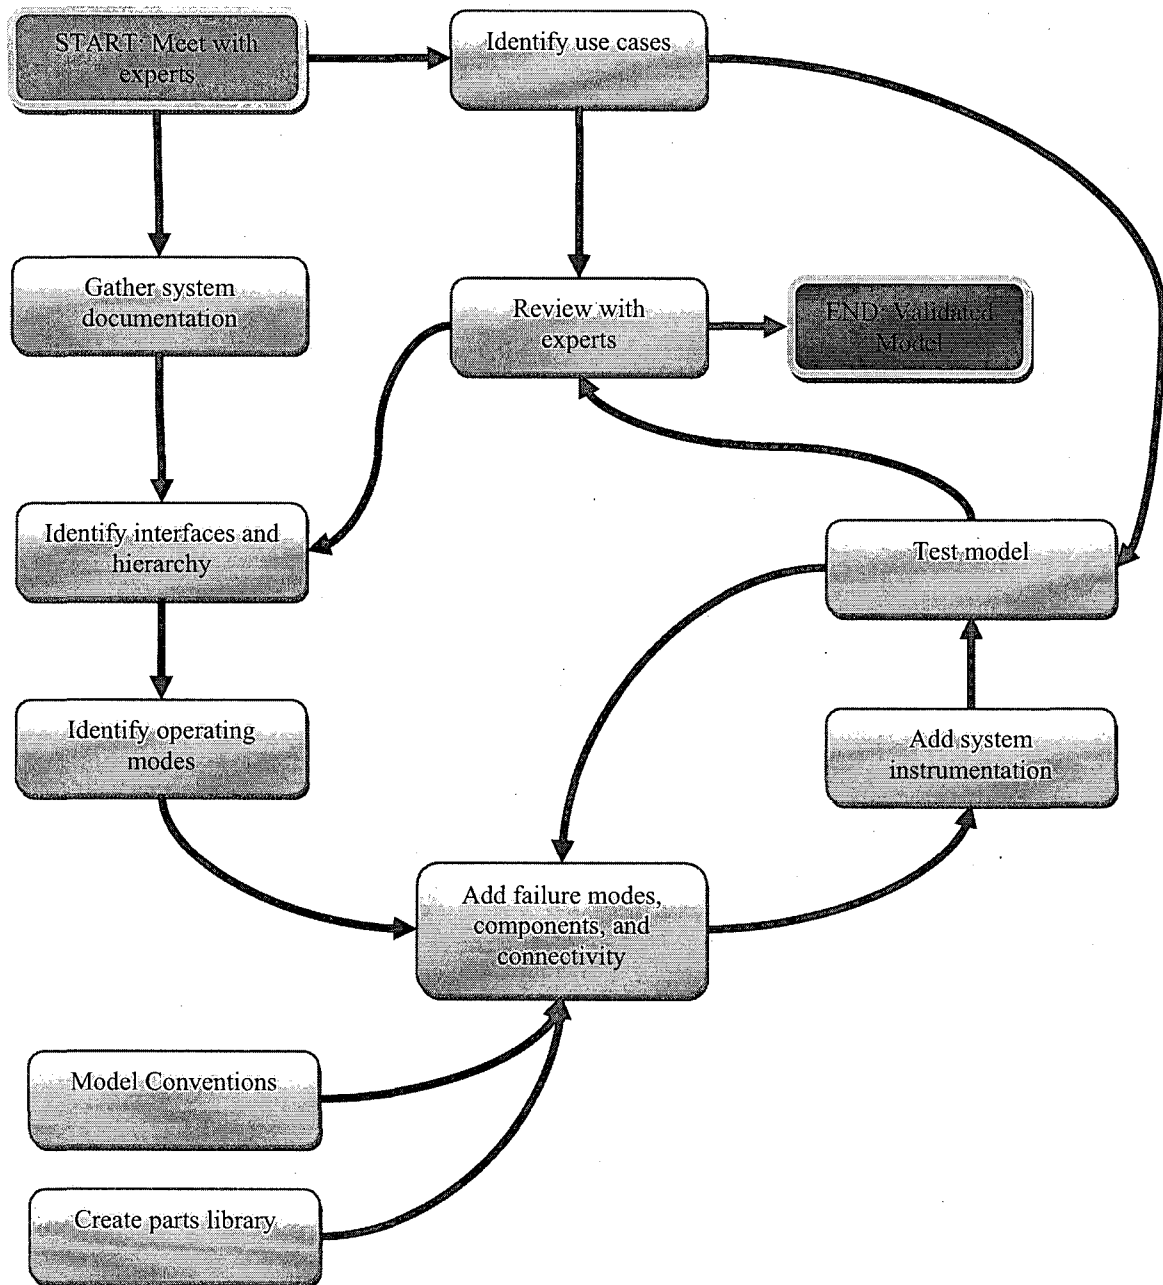 START: Meet with
experts
Identify use cases
Gather system
documentation
Review with
experts
END: Validated
Model
Identify interfaces and
hierarchy
Test model
Identify operating
modes
Add system
instrumentation
Add failure modes,
components, and
connectivity
Model Conventions
Create parts library